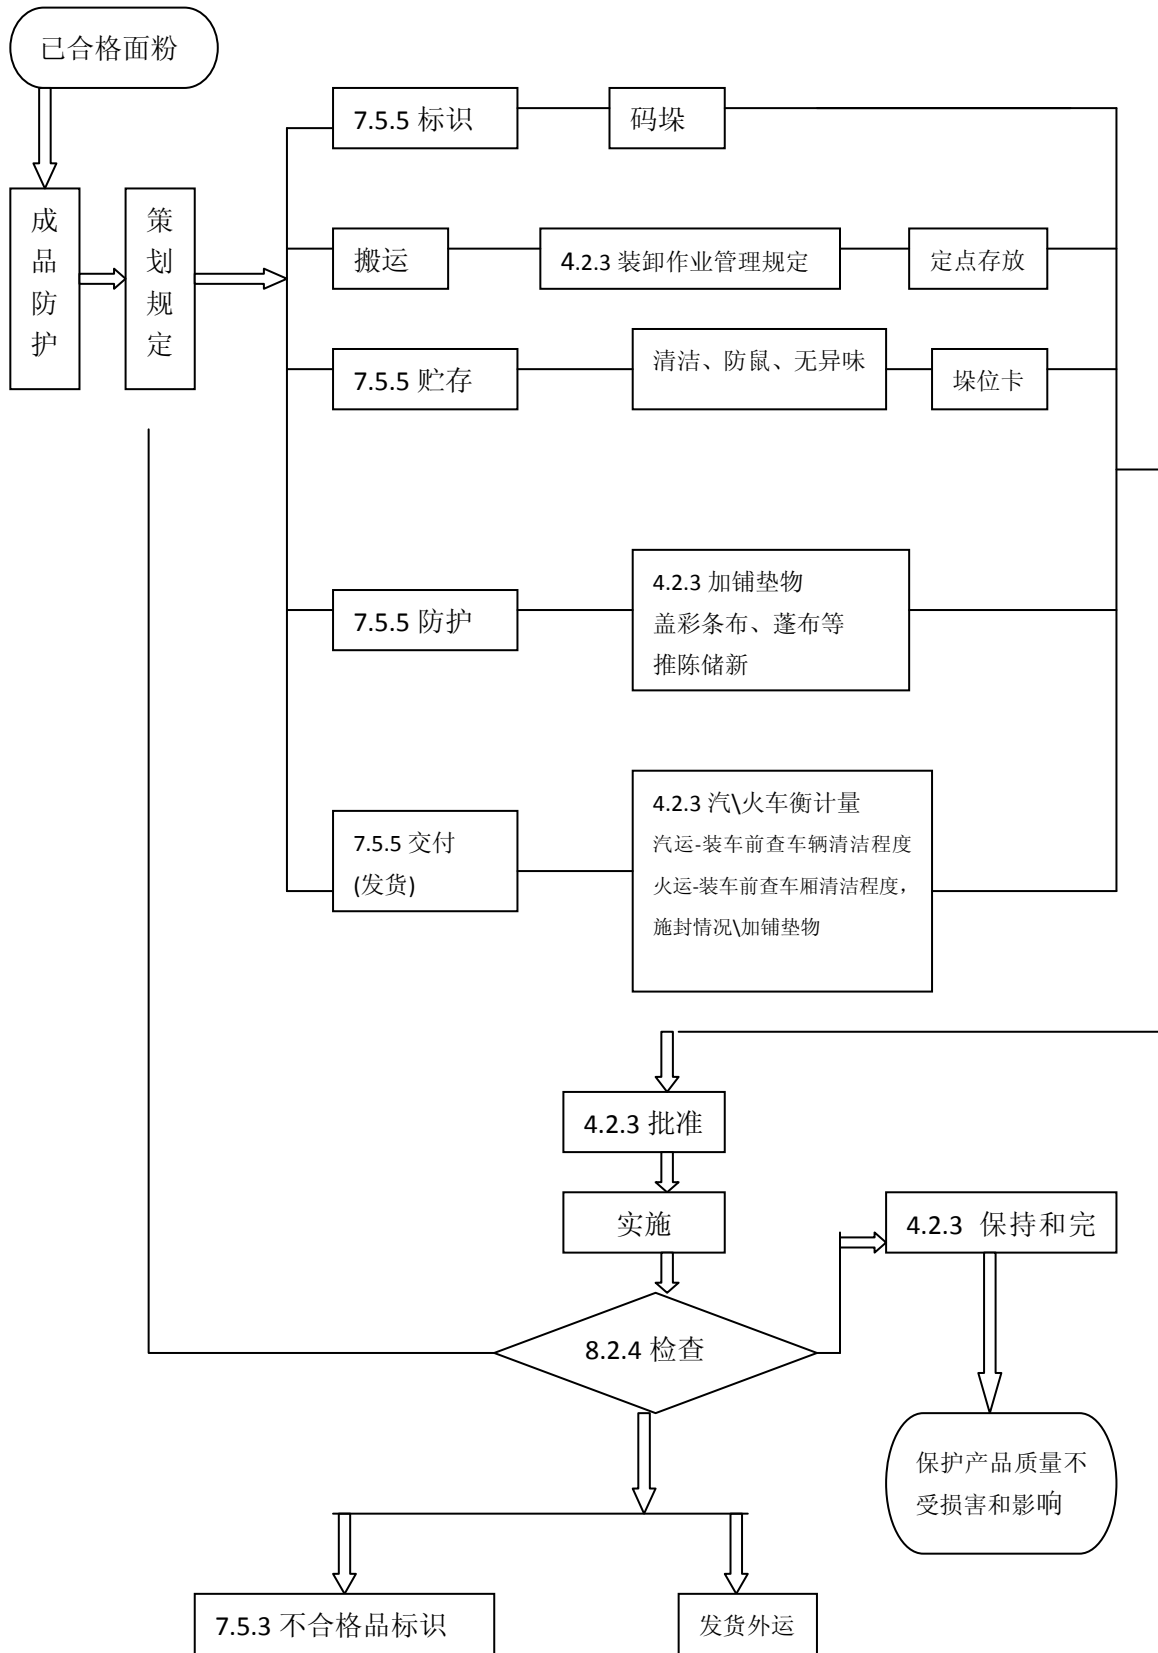 已合格面粉
成品防护
策划规定
7.5.5 标识
码垛
搬运
4.2.3 装卸作业管理规定
定点存放
7.5.5 贮存
清洁、防鼠、无异味
垛位卡
7.5.5 防护
4.2.3 加铺垫物
盖彩条布、蓬布等
推陈储新
7.5.5 交付
(发货)
4.2.3 汽\火车衡计量
汽运-装车前查车辆清洁程度
火运-装车前查车厢清洁程度，
施封情况\加铺垫物
4.2.3 批准
实施
4.2.3 保持和完
8.2.4 检查
保护产品质量不
受损害和影响
7.5.3 不合格品标识
发货外运